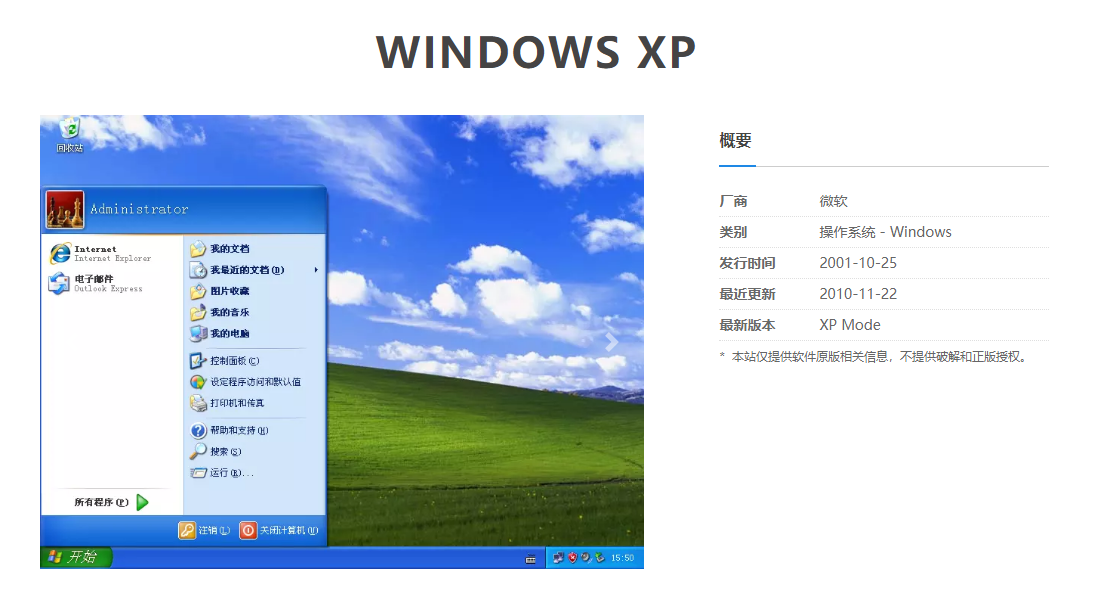 WINDOWS XP
回收站
Administrator
Internet
Internet Explorer
电子邮件
Outlook Express
所有程序(P)
我的文档
我最近的文档(D)
图片收藏
我的音乐
我的电脑
控制面板(C)
设定程序访问和默认值
打印机和传真
帮助和支持(H)
搜索(S)
运行(R)...
注销(L)
关闭计算机(U)
开始
15:50
概要
厂商 微软
类别 操作系统 - Windows
发行时间 2001-10-25
最近更新 2010-11-22
最新版本 XP Mode
* 本站仅提供软件原版相关信息，不提供破解和正版授权。